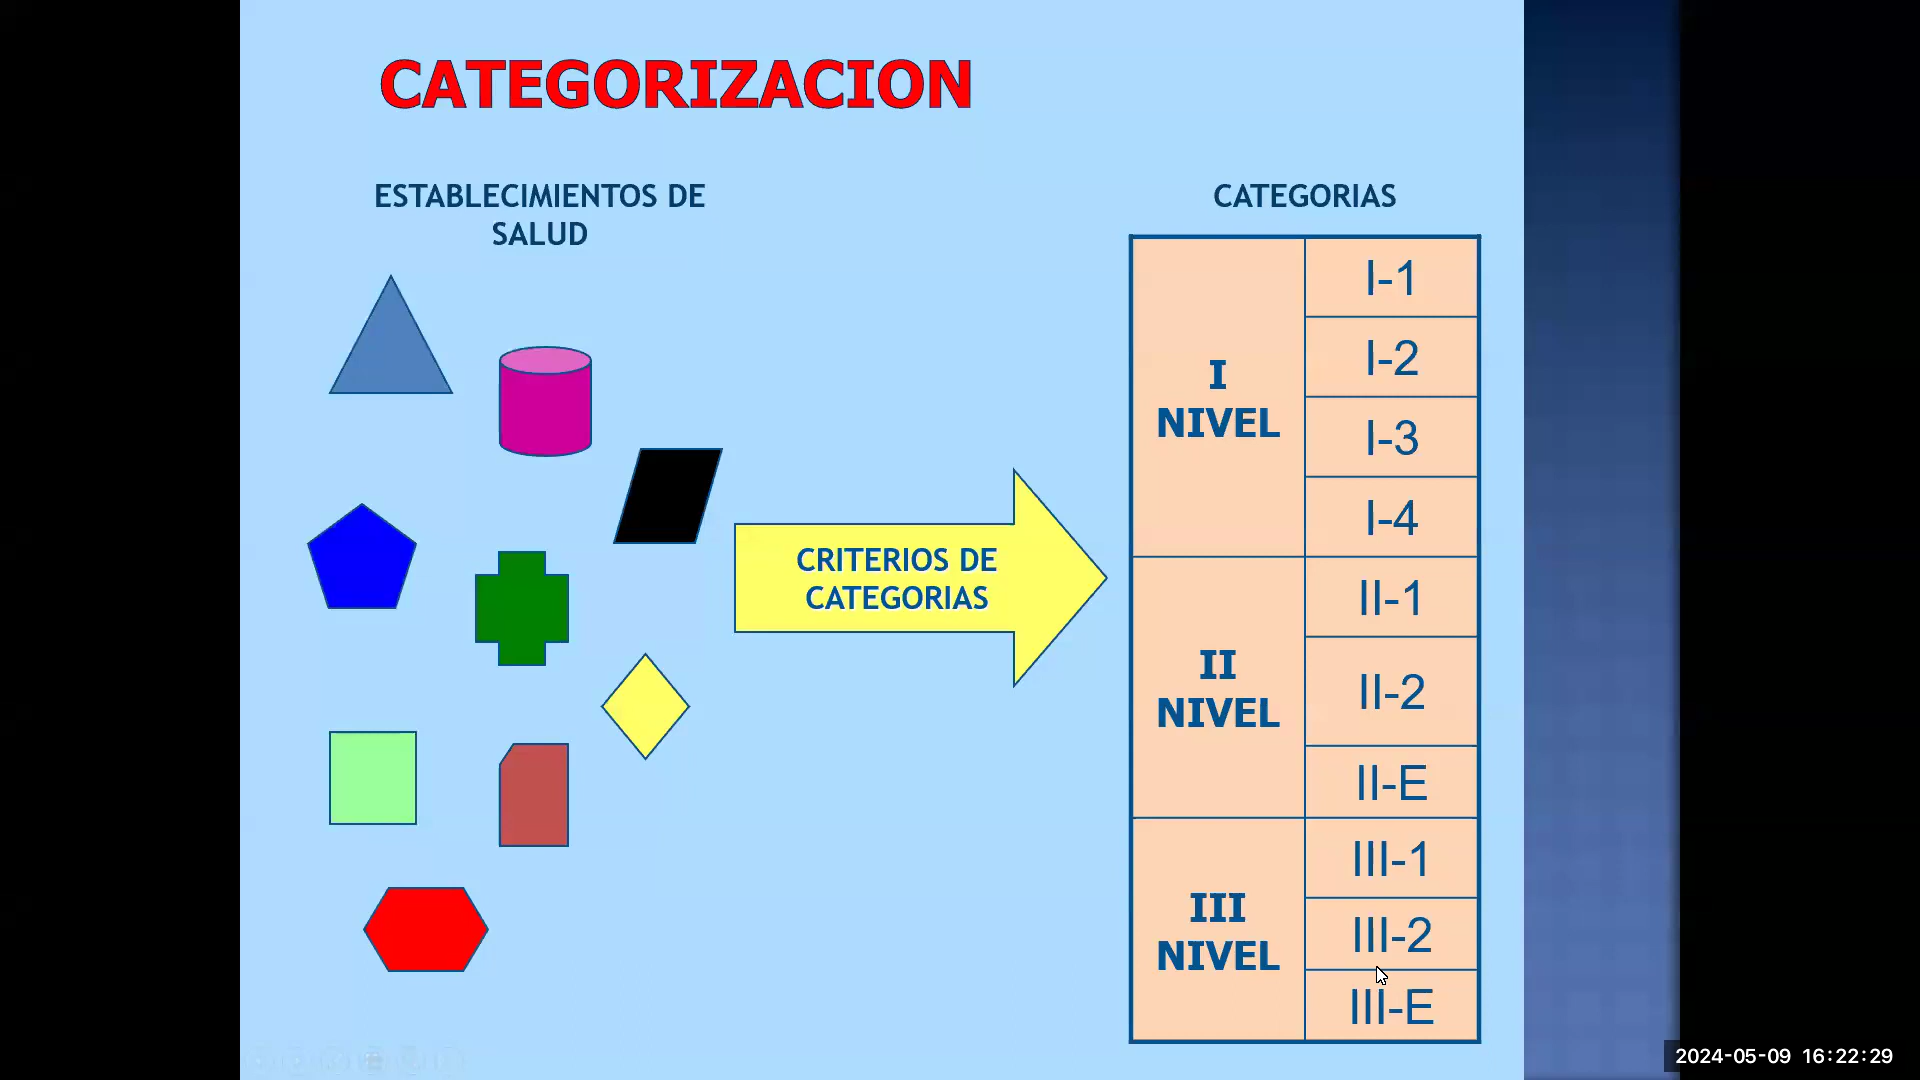 CATEGORIZACION
ESTABLECIMIENTOS DE
SALUD
CRITERIOS DE
CATEGORIAS
CATEGORIAS
I
NIVEL
I-1
I-2
I-3
I-4
II
NIVEL
II-1
II-2
II-E
III
NIVEL
III-1
III-2
III-E
2024-05-09 16:22:29